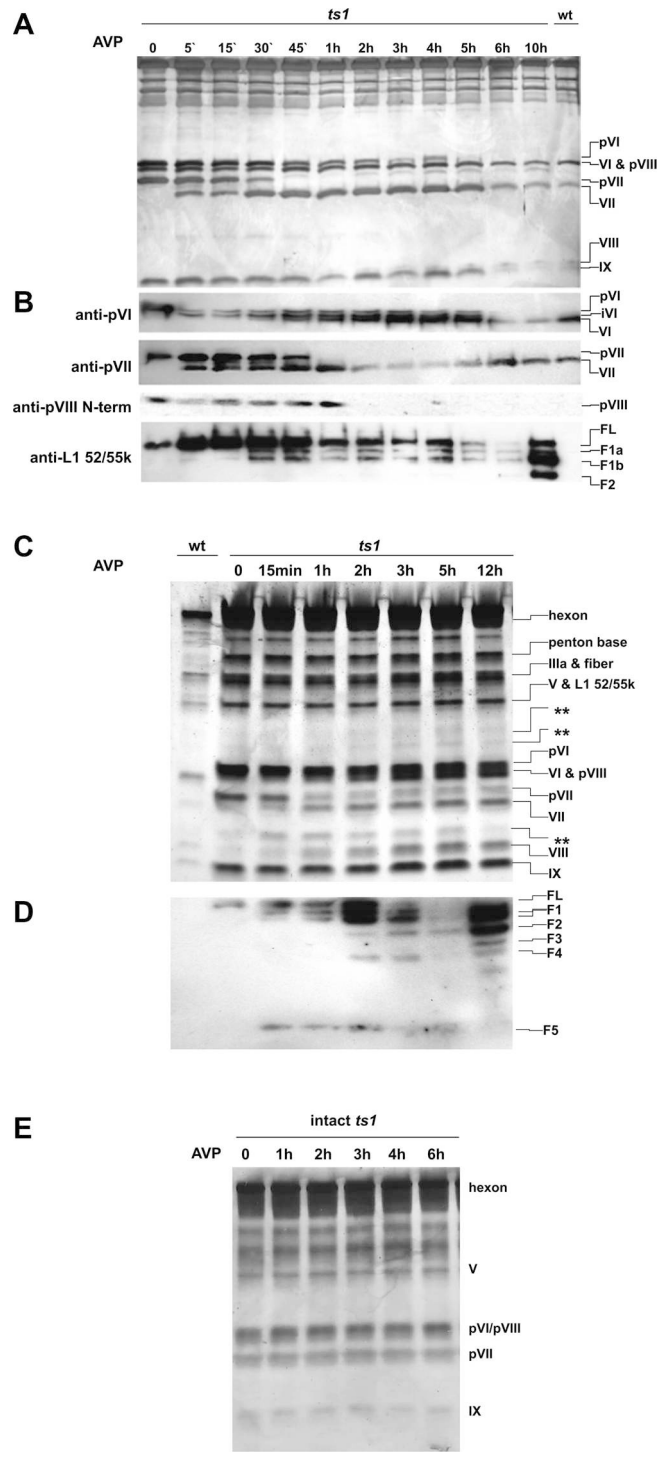 A
ts1
wt
AVP
0 5` 15` 30` 45` 1h 2h 3h 4h 5h 6h 10h
pVI
VI & pVIII
pVII
VII
VIII
IX
B
anti-pVI
pVI
iVI
VI
anti-pVII
pVII
VII
anti-pVIII N-term
pVIII
anti-L1 52/55k
FL
F1a
F1b
F2
C
wt
ts1
AVP
0 15min 1h 2h 3h 5h 12h
hexon
penton base
IIIa & fiber
V & L1 52/55k
**
**
pVI
VI & pVIII
pVII
VII
**
VIII
IX
D
FL
F1
F2
F3
F4
F5
E
intact ts1
AVP
0 1h 2h 3h 4h 6h
hexon
V
pVI/pVIII
pVII
IX